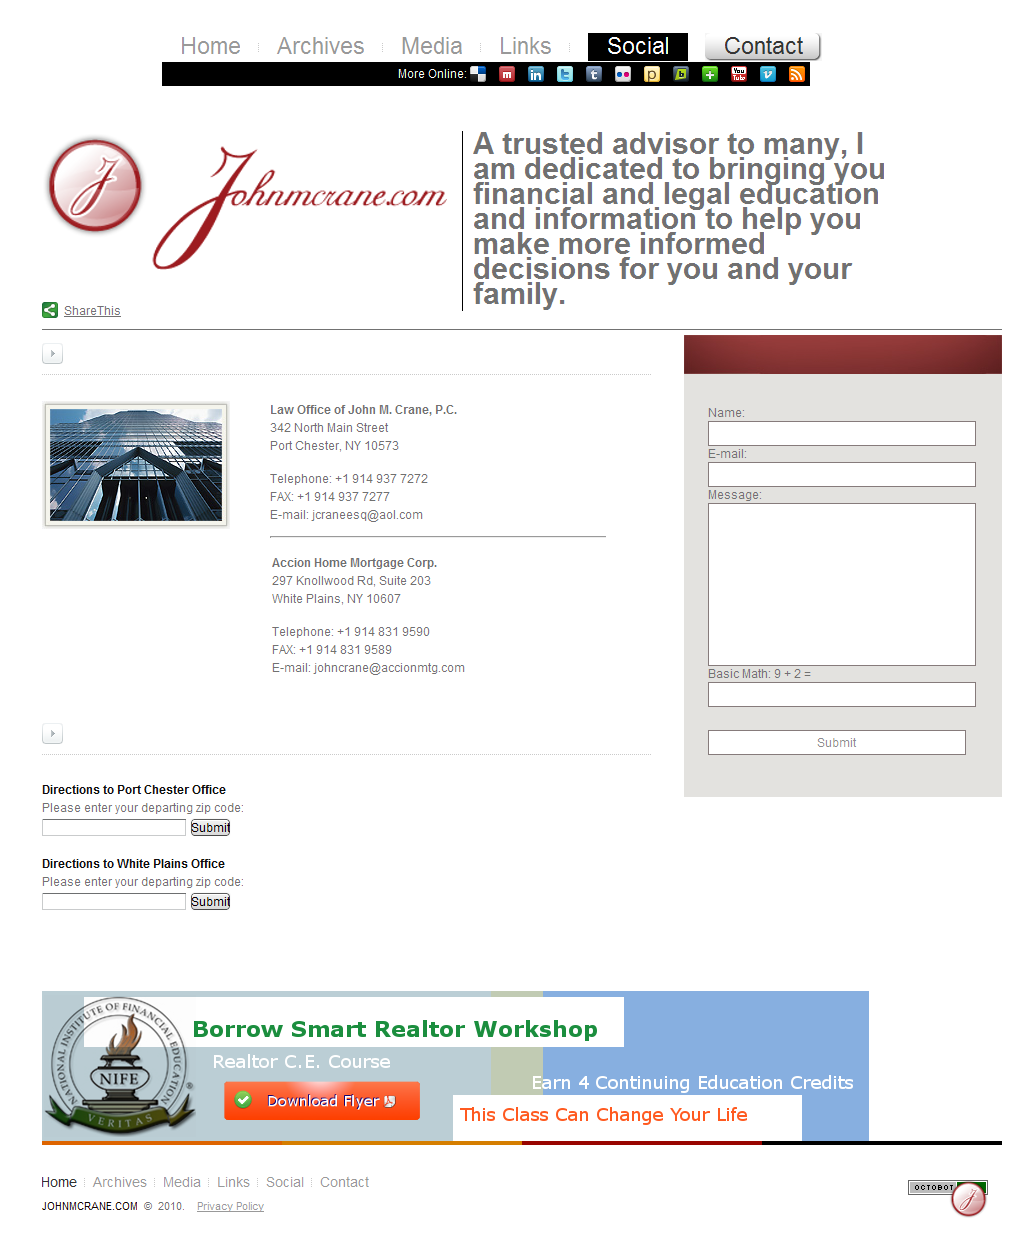 Home Archives Media Links Social Contact
More Online:
Johnmcrane.com
A trusted advisor to many, I
am dedicated to bringing you
financial and legal education
and information to help you
make more informed
decisions for you and your
family.
ShareThis
Law Office of John M. Crane, P.C.
342 North Main Street
Port Chester, NY 10573
Telephone: +1 914 937 7272
FAX: +1 914 937 7277
E-mail: jcraneesq@aol.com
Accion Home Mortgage Corp.
297 Knollwood Rd, Suite 203
White Plains, NY 10607
Telephone: +1 914 831 9590
FAX: +1 914 831 9589
E-mail: johncrane@accionmtg.com
Name:
E-mail:
Message:
Basic Math: 9 + 2 =
Submit
Directions to Port Chester Office
Please enter your departing zip code:
Submit
Directions to White Plains Office
Please enter your departing zip code:
Submit
NATIONAL INSTITUTE OF FINANCIAL EDUCATION
NIFE
VERITAS
Borrow Smart Realtor Workshop
Realtor C.E. Course
Download Flyer
Earn 4 Continuing Education Credits
This Class Can Change Your Life
Home Archives Media Links Social Contact
JOHNMCRANE.COM © 2010. Privacy Policy
OCTOBOT